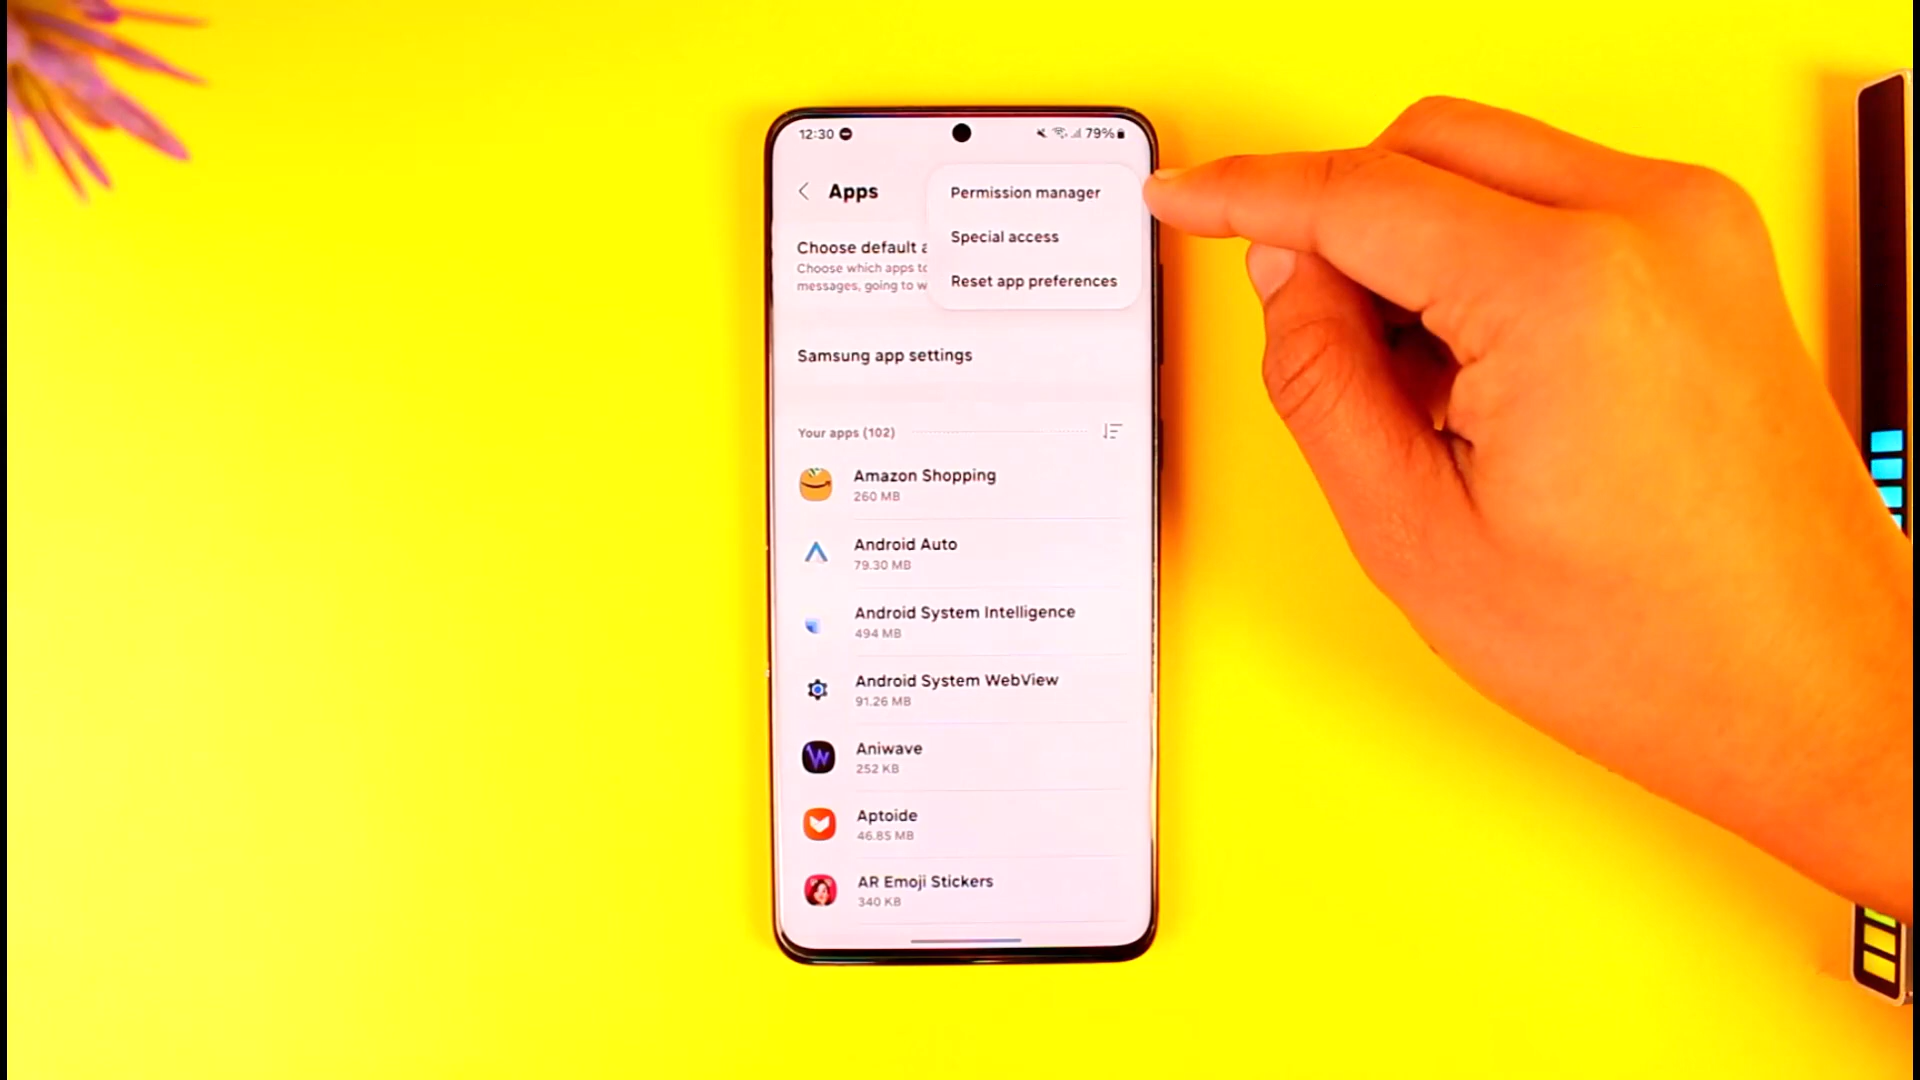 12:30
79%
Apps
Permission manager
Special access
Reset app preferences
Choose default a
Choose which apps to
messages, going to w
Samsung app settings
Your apps (102)
Amazon Shopping
260 MB
Android Auto
79.30 MB
Android System Intelligence
494 MB
Android System WebView
91.26 MB
Aniwave
252 KB
Aptoide
46.85 MB
AR Emoji Stickers
340 KB